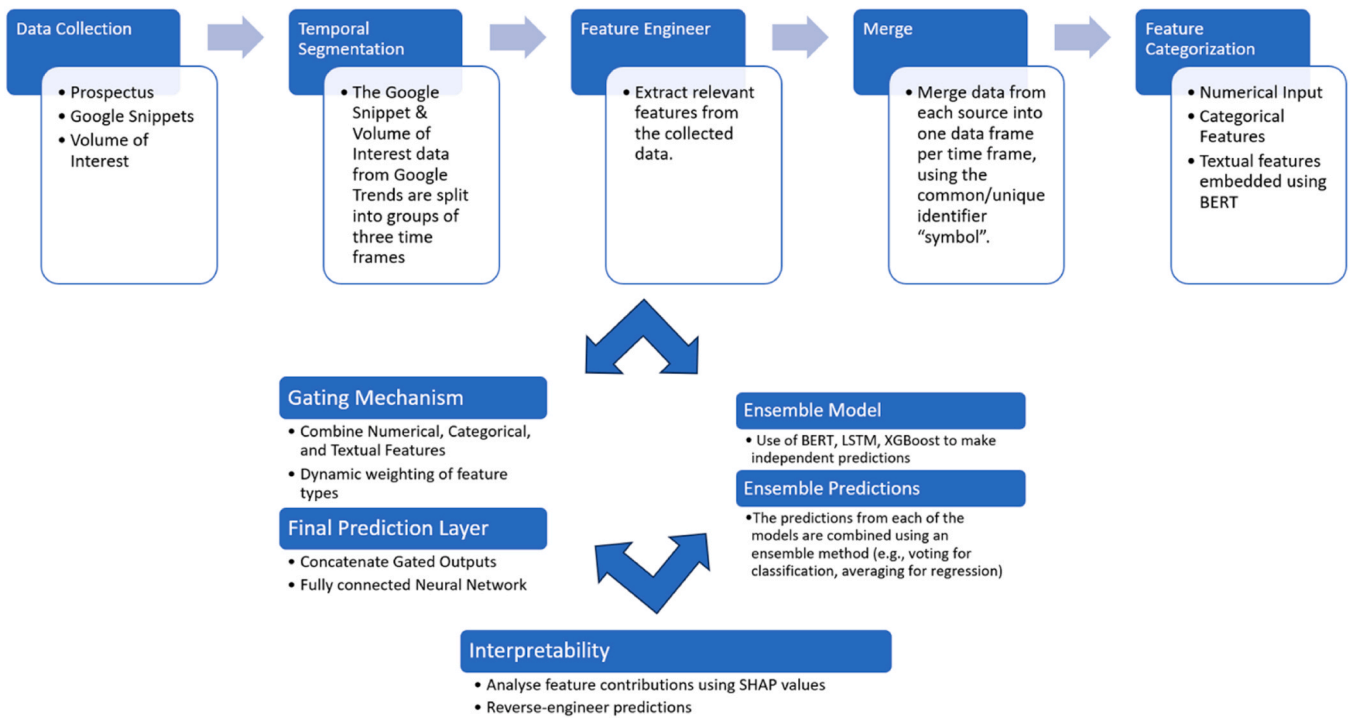 Data Collection
• Prospectus
• Google Snippets
• Volume of
Interest
Temporal
Segmentation
• The Google
Snippet &
Volume of
Interest data
from Google
Trends are split
into groups of
three time
frames
Feature Engineer
• Extract relevant
features from
the collected
data.
Merge
• Merge data from
each source into
one data frame
per time frame,
using the
common/unique
identifier
“symbol”.
Feature
Categorization
• Numerical Input
• Categorical
Features
• Textual features
embedded using
BERT
Gating Mechanism
• Combine Numerical, Categorical,
and Textual Features
• Dynamic weighting of feature
types
Final Prediction Layer
• Concatenate Gated Outputs
• Fully connected Neural Network
Ensemble Model
• Use of BERT, LSTM, XGBoost to make
independent predictions
Ensemble Predictions
•The predictions from each of the
models are combined using an
ensemble method (e.g., voting for
classification, averaging for regression)
Interpretability
• Analyse feature contributions using SHAP values
• Reverse-engineer predictions